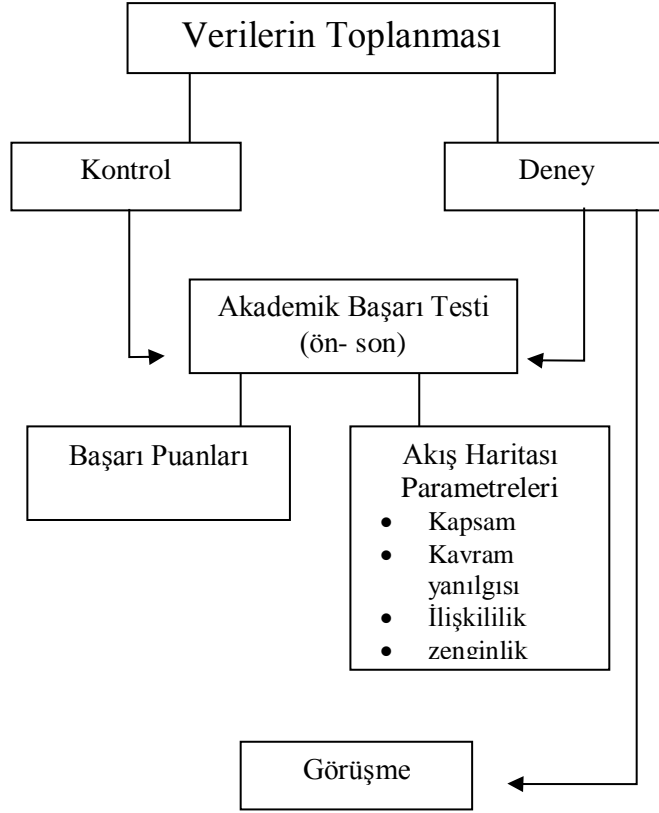 Verilerin Toplanması
Kontrol
Deney
Akademik Başarı Testi
(ön- son)
Başarı Puanları
Akış Haritası
Parametreleri
• Kapsam
• Kavram
yanılgısı
• İlişkililik
• zenginlik
Görüşme